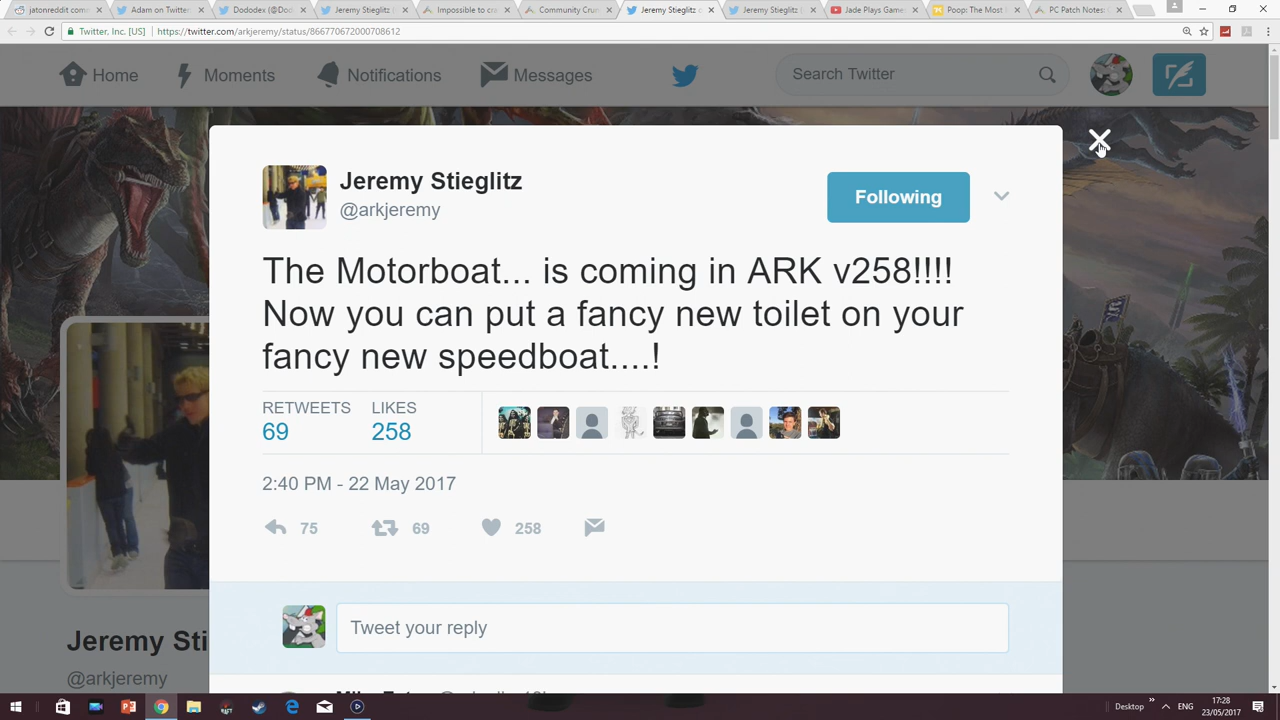 jatonreddit comm
Adam on Twitter
Dododex (@Dod
Jeremy Stieglitz
Impossible to cra
Community Crun
Jeremy Stieglitz
Jeremy Stieglitz
Jade Plays Game
Poop: The Most
PC Patch Notes:
Twitter, Inc. [US]
https://twitter.com/arkjeremy/status/866770672000708612
Home
Moments
Notifications
Messages
Search Twitter
Jeremy Stieglitz
@arkjeremy
Following
The Motorboat... is coming in ARK v258!!!!
Now you can put a fancy new toilet on your
fancy new speedboat....!
RETWEETS
LIKES
69
258
2:40 PM - 22 May 2017
75
69
258
Tweet your reply
Jeremy Sti
@arkjeremy
Desktop
ENG
17:28
23/05/2017